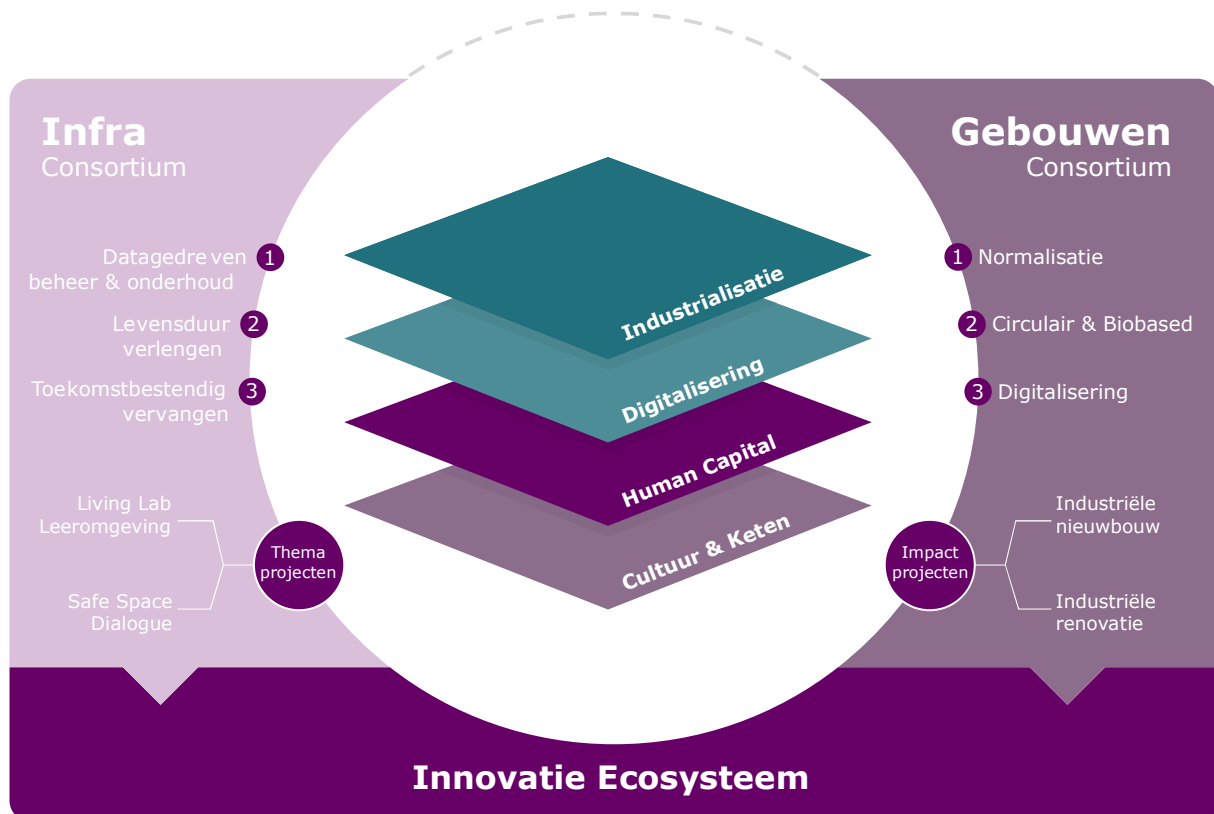 Infra
Consortium
1
Datagedreven
beheer & onderhoud
2
Levensduur
verlengen
3
Toekomstbestendig
vervangen
Living Lab
Leeromgeving
Safe Space
Dialogue
Thema
projecten
Industrialisatie
Digitalisering
Human Capital
Cultuur & Keten
Gebouwen
Consortium
1 Normalisatie
2 Circulair & Biobased
3 Digitalisering
Impact
projecten
Industriële
nieuwbouw
Industriële
renovatie
Innovatie Ecosysteem